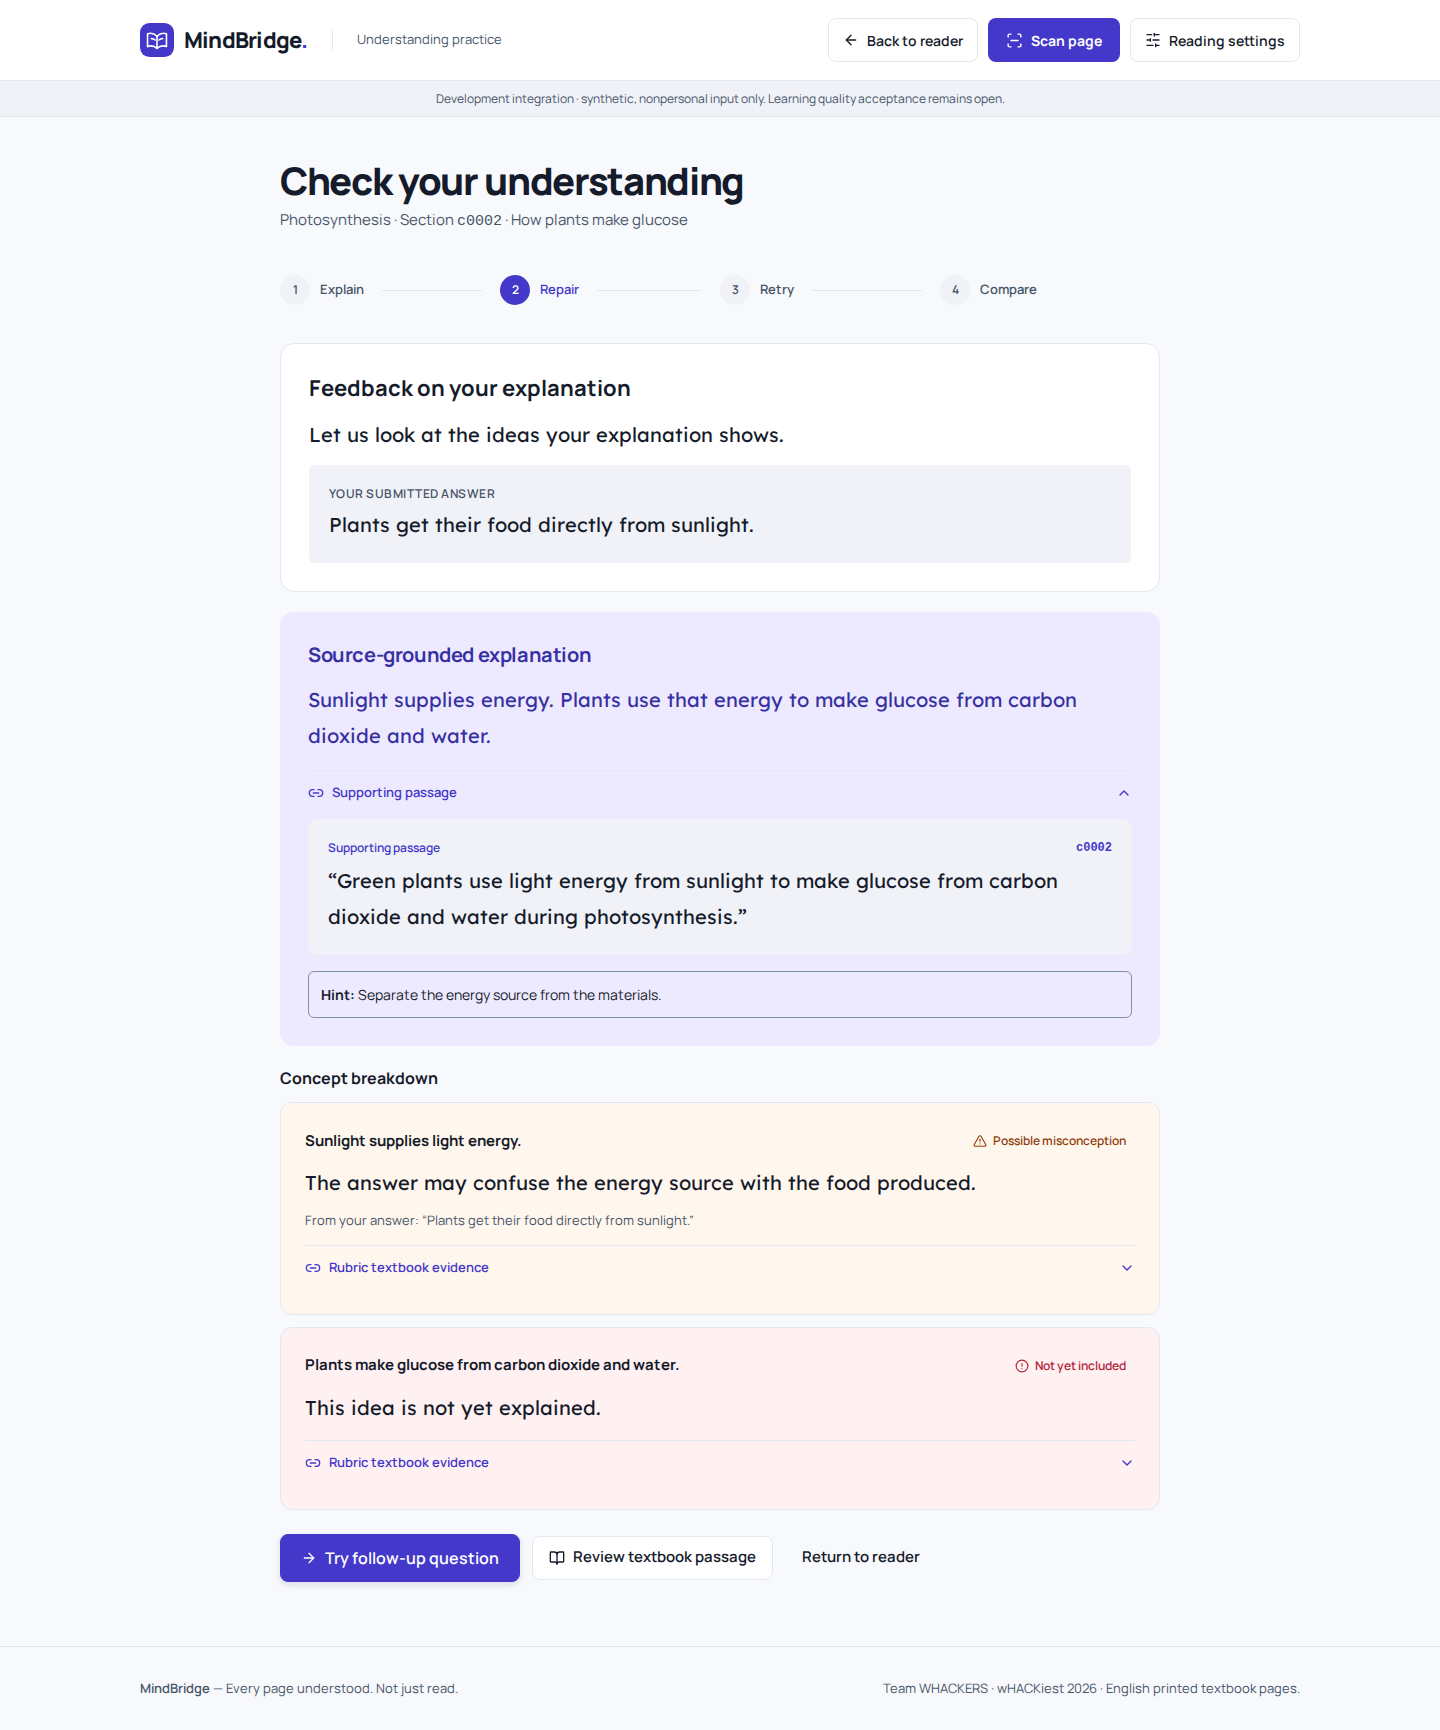 MindBridge.
Understanding practice
Back to reader
Scan page
Reading settings
Development integration · synthetic, nonpersonal input only. Learning quality acceptance remains open.
Check your understanding
Photosynthesis · Section c0002 · How plants make glucose
1 Explain
2 Repair
3 Retry
4 Compare
Feedback on your explanation
Let us look at the ideas your explanation shows.
YOUR SUBMITTED ANSWER
Plants get their food directly from sunlight.
Source-grounded explanation
Sunlight supplies energy. Plants use that energy to make glucose from carbon
dioxide and water.
Supporting passage
Supporting passage
c0002
“Green plants use light energy from sunlight to make glucose from carbon
dioxide and water during photosynthesis.”
Hint: Separate the energy source from the materials.
Concept breakdown
Sunlight supplies light energy.
Possible misconception
The answer may confuse the energy source with the food produced.
From your answer: “Plants get their food directly from sunlight.”
Rubric textbook evidence
Plants make glucose from carbon dioxide and water.
Not yet included
This idea is not yet explained.
Rubric textbook evidence
Try follow-up question
Review textbook passage
Return to reader
MindBridge — Every page understood. Not just read.
Team WHACKERS · wHACKiest 2026 · English printed textbook pages.